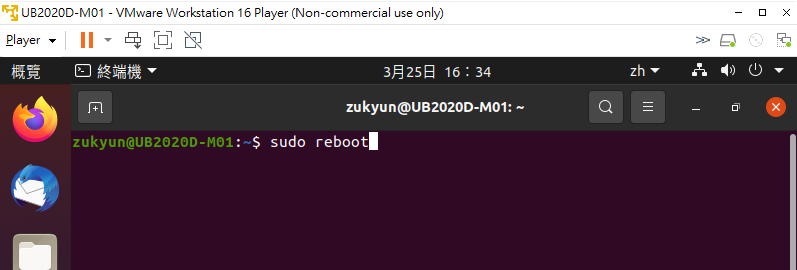 UB2020D-M01 - VMware Workstation 16 Player (Non-commercial use only)
Player
概覽 終端機 3月25日 16：34 zh
zukyun@UB2020D-M01: ~
zukyun@UB2020D-M01:~$ sudo reboot